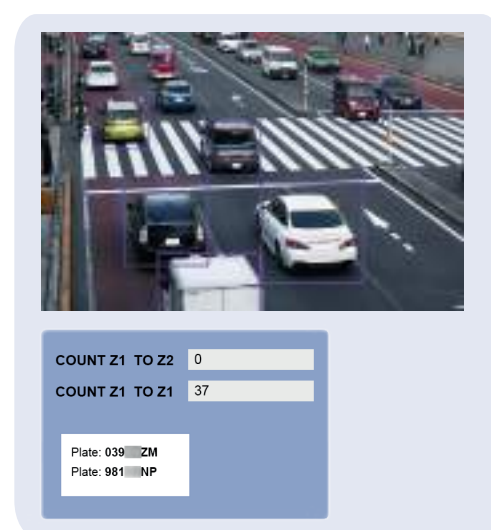 COUNT Z1 TO Z2 0
COUNT Z1 TO Z1 37
Plate: 039 ZM
Plate: 981 NP